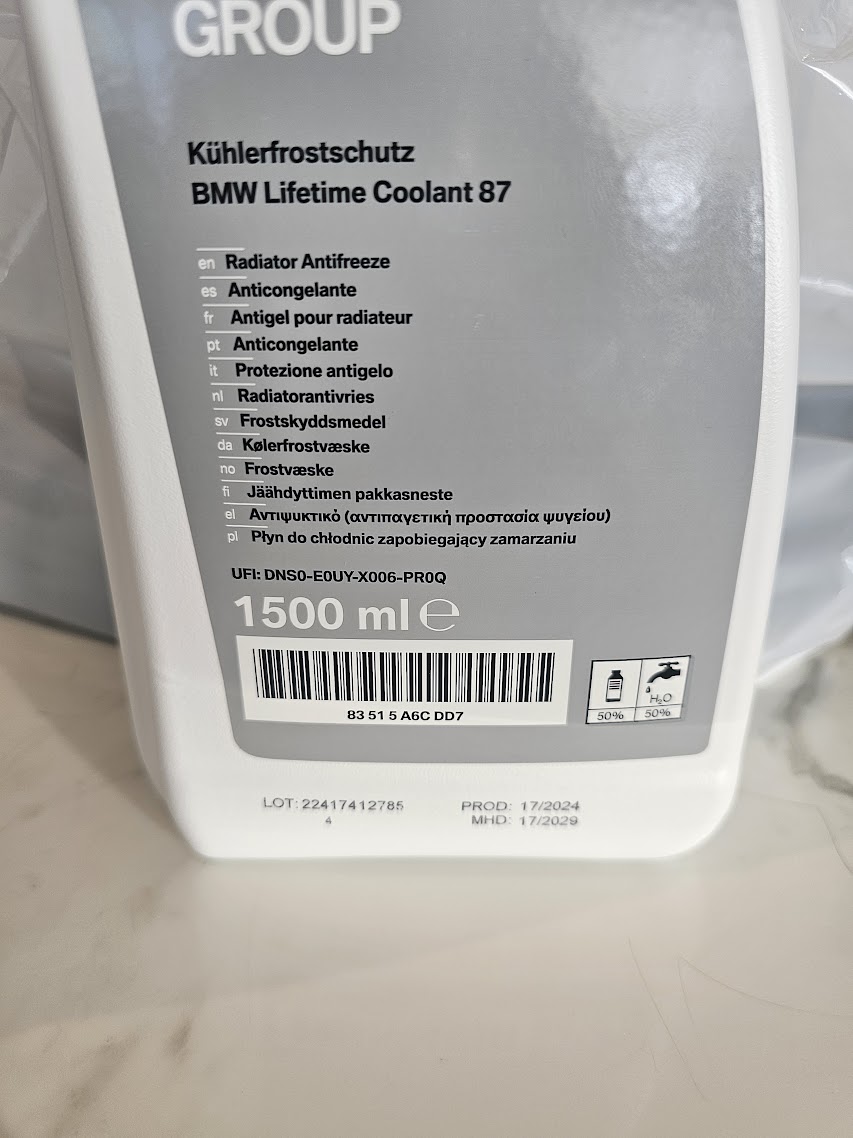 GROUP
Kühlerfrostschutz
BMW Lifetime Coolant 87
en Radiator Antifreeze
es Anticongelante
fr Antigel pour radiateur
pt Anticongelante
it Protezione antigelo
nl Radiatorantivries
sv Frostskyddsmedel
da Kølerfrostvæske
no Frostvæske
fi Jäähdyttimen pakkasneste
el Αντιψυκτικό (αντιπαγετική προστασία ψυγείου)
pl Płyn do chłodnic zapobiegający zamarzaniu
UFI: DNS0-E0UY-X006-PR0Q
1500 ml ℮
83 51 5 A6C DD7
H₂O
50% 50%
LOT: 22417412785 PROD: 17/2024
4 MHD: 17/2029